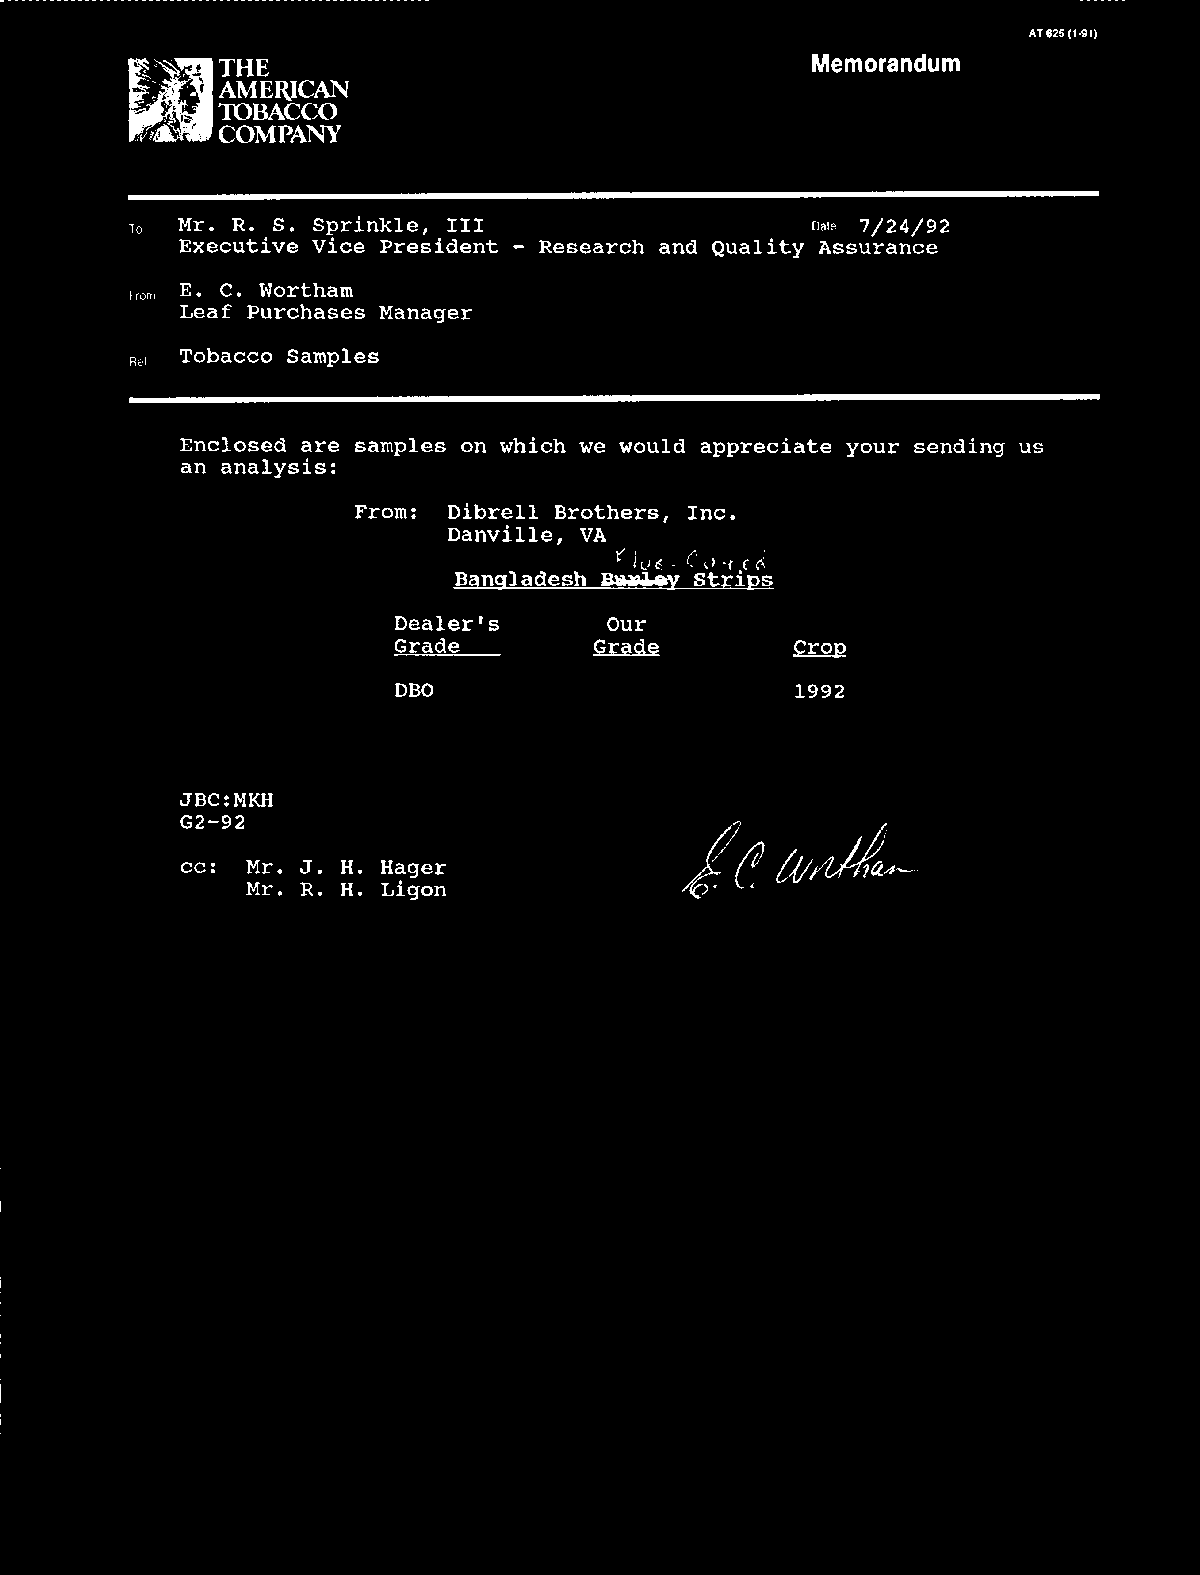 AT 825 (1-91)
THE
AMERICAN
TOBACCO
COMPANY
Memorandum
To Mr. R. S. Sprinkle, III Date 7/24/92
Executive Vice President - Research and Quality Assurance
From E. C. Wortham
Leaf Purchases Manager
Ref. Tobacco Samples
Enclosed are samples on which we would appreciate your sending us
an analysis:
From: Dibrell Brothers, Inc.
Danville, VA
Flue-Cured
Bangladesh Burley Strips
Dealer's Our
Grade Grade Crop
DBO 1992
JBC:MKH
G2-92
E. C. Wortham
cc: Mr. J. H. Hager
Mr. R. H. Ligon